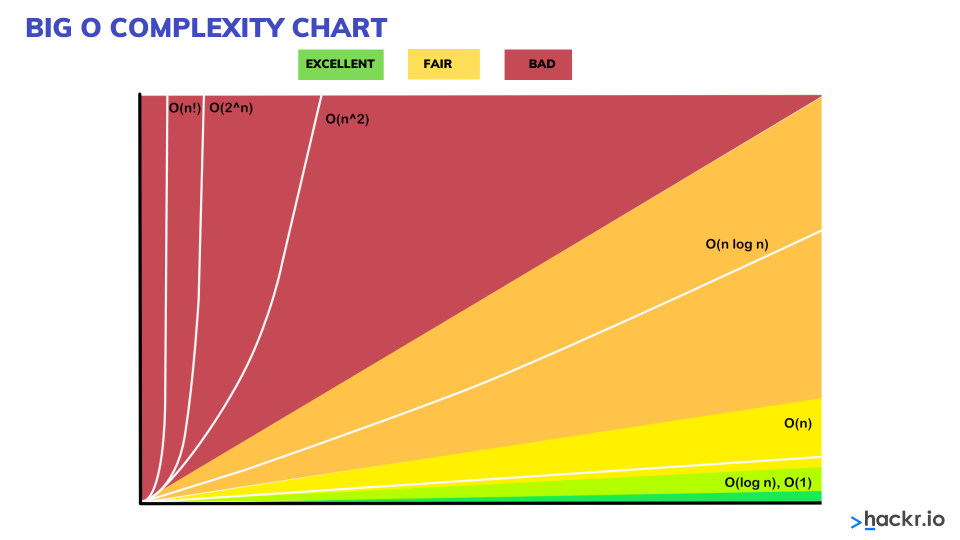 BIG O COMPLEXITY CHART
EXCELLENT FAIR BAD
O(n!) O(2^n)
O(n^2)
O(n log n)
O(n)
O(log n), O(1)
>hackr.io